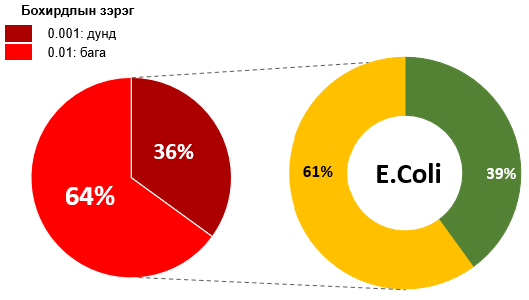 Бохирдлын зэрэг
0.001: дунд
0.01: бага
36%
64%
61%
E.Coli
39%